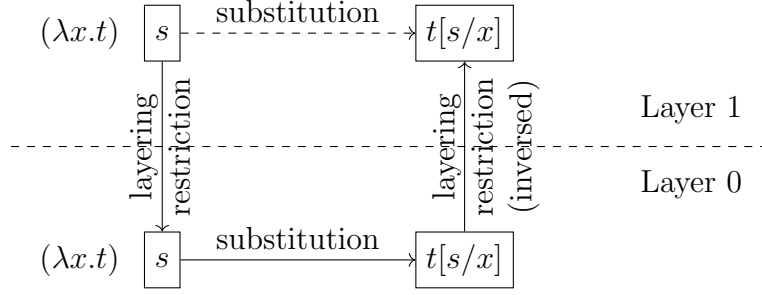 substitution
(λx.t) s t[s/x]
layering
restriction
layering
restriction
(inversed)
Layer 1
Layer 0
substitution
(λx.t) s t[s/x]